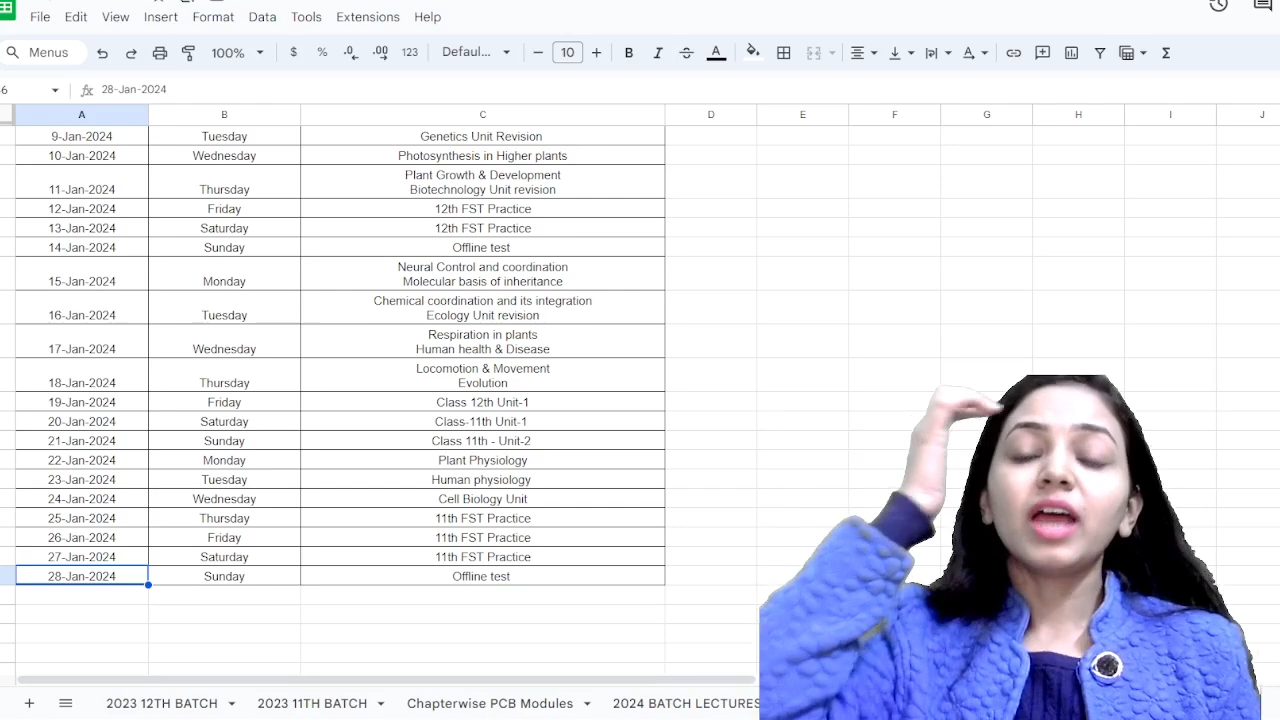 File Edit View Insert Format Data Tools Extensions Help
Menus 100% $ % .0 .00 123 Defaul... 10 B I A Σ
6 fx 28-Jan-2024
A B C D E F G H I J
9-Jan-2024 Tuesday Genetics Unit Revision
10-Jan-2024 Wednesday Photosynthesis in Higher plants
Plant Growth & Development
11-Jan-2024 Thursday Biotechnology Unit revision
12-Jan-2024 Friday 12th FST Practice
13-Jan-2024 Saturday 12th FST Practice
14-Jan-2024 Sunday Offline test
Neural Control and coordination
15-Jan-2024 Monday Molecular basis of inheritance
Chemical coordination and its integration
16-Jan-2024 Tuesday Ecology Unit revision
Respiration in plants
17-Jan-2024 Wednesday Human health & Disease
Locomotion & Movement
18-Jan-2024 Thursday Evolution
19-Jan-2024 Friday Class 12th Unit-1
20-Jan-2024 Saturday Class-11th Unit-1
21-Jan-2024 Sunday Class 11th - Unit-2
22-Jan-2024 Monday Plant Physiology
23-Jan-2024 Tuesday Human physiology
24-Jan-2024 Wednesday Cell Biology Unit
25-Jan-2024 Thursday 11th FST Practice
26-Jan-2024 Friday 11th FST Practice
27-Jan-2024 Saturday 11th FST Practice
28-Jan-2024 Sunday Offline test
2023 12TH BATCH 2023 11TH BATCH Chapterwise PCB Modules 2024 BATCH LECTURES